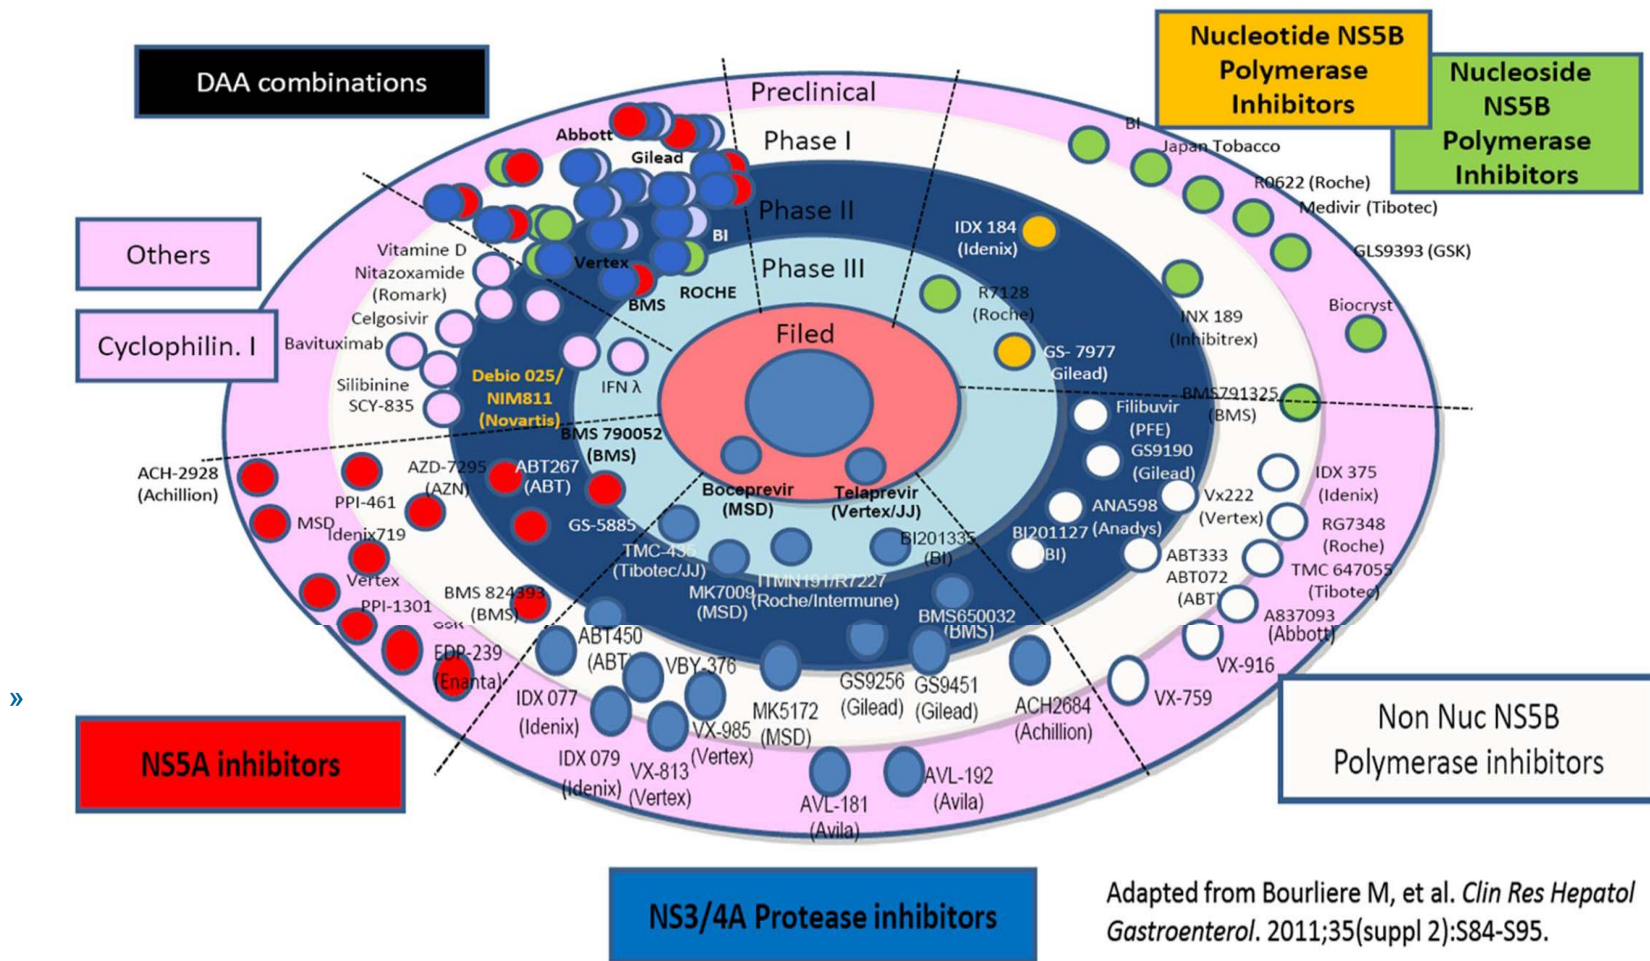 DAA combinations
Nucleotide NS5B
Polymerase
Inhibitors
Nucleoside
NS5B
Polymerase
Inhibitors
Preclinical
Phase I
Phase II
Phase III
Filed
Abbott
Gilead
BI
Vertex
BMS
ROCHE
Others
Cyclophilin. I
Vitamine D
Nitazoxamide
(Romark)
Celgosivir
Bavituximab
Silibinine
SCY-835
Debio 025/
NIM811
(Novartis)
IFN λ
BI
Japan Tobacco
R0622 (Roche)
Medivir (Tibotec)
GLS9393 (GSK)
Biocryst
IDX 184
(Idenix)
R7128
(Roche)
INX 189
(Inhibitrex)
GS- 7977
Gilead)
BMS791325
(BMS)
Filibuvir
(PFE)
GS9190
(Gilead)
ANA598
(Anadys)
BI201127
(BI)
Vx222
(Vertex)
IDX 375
(Idenix)
RG7348
(Roche)
ABT333
ABT072
(ABT)
TMC 647055
(Tibotec)
A837093
(Abbott)
VX-916
VX-759
Non Nuc NS5B
Polymerase inhibitors
BMS 790052
(BMS)
ACH-2928
(Achillion)
AZD-7295
(AZN)
ABT267
(ABT)
PPI-461
MSD
Idenix719
GS-5885
Vertex
PPI-1301
BMS 824393
(BMS)
GSK
EDP-239
(Enanta)
NS5A inhibitors
Boceprevir
(MSD)
Telaprevir
(Vertex/JJ)
TMC-435
(Tibotec/JJ)
MK7009
(MSD)
ITMN191/R7227
(Roche/Intermune)
BI201335
(BI)
BMS650032
(BMS)
ABT450
(ABT)
VBY-376
IDX 077
(Idenix)
IDX 079
(Idenix)
VX-985
(Vertex)
VX-813
(Vertex)
MK5172
(MSD)
GS9256
(Gilead)
GS9451
(Gilead)
ACH2684
(Achillion)
AVL-181
(Avila)
AVL-192
(Avila)
»
NS3/4A Protease inhibitors
Adapted from Bourliere M, et al. Clin Res Hepatol
Gastroenterol. 2011;35(suppl 2):S84-S95.